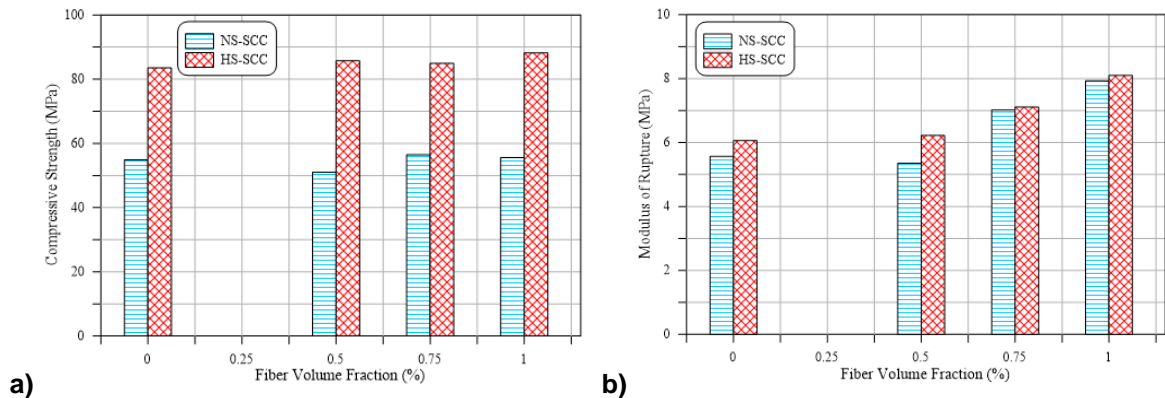 100
80
60
40
20
0
Compressive Strength (MPa)
NS-SCC
HS-SCC
0 0.25 0.5 0.75 1
Fiber Volume Fraction (%)
a)
10
8
6
4
2
0
Modulus of Rupture (MPa)
NS-SCC
HS-SCC
0 0.25 0.5 0.75 1
Fiber Volume Fraction (%)
b)